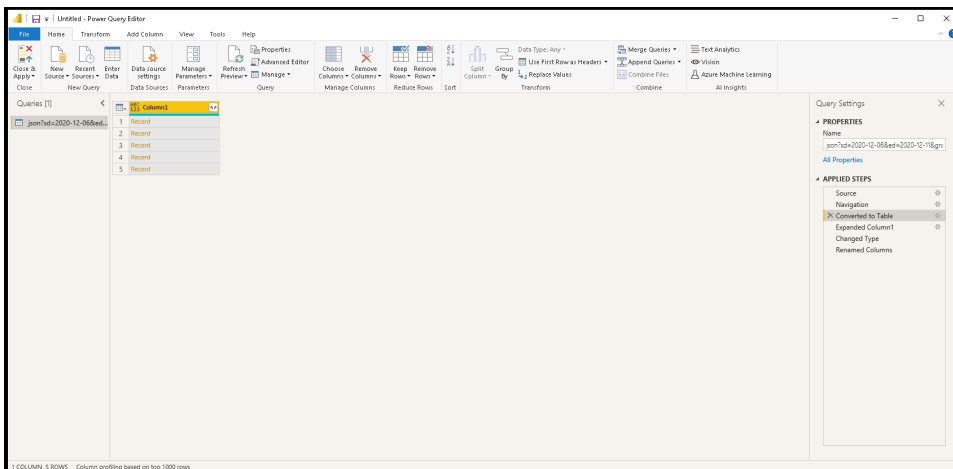 Untitled - Power Query Editor
File Home Transform Add Column View Tools Help
Close & Apply
New Source
Recent Sources
Enter Data
Data source settings
Manage Parameters
Refresh Preview
Properties
Advanced Editor
Manage
Choose Columns
Remove Columns
Keep Rows
Remove Rows
Split Column
Group By
Data Type: Any
Use First Row as Headers
Replace Values
Merge Queries
Append Queries
Combine Files
Text Analytics
Vision
Azure Machine Learning
Close New Query Data Sources Parameters Query Manage Columns Reduce Rows Sort Transform Combine AI Insights
Queries [1]
json?sd=2020-12-06&ed...
ABC 123 Column1
1 Record
2 Record
3 Record
4 Record
5 Record
Query Settings
PROPERTIES
Name
json?sd=2020-12-06&ed=2020-12-11&gra
All Properties
APPLIED STEPS
Source
Navigation
Converted to Table
Expanded Column1
Changed Type
Renamed Columns
1 COLUMN, 5 ROWS Column profiling based on top 1000 rows